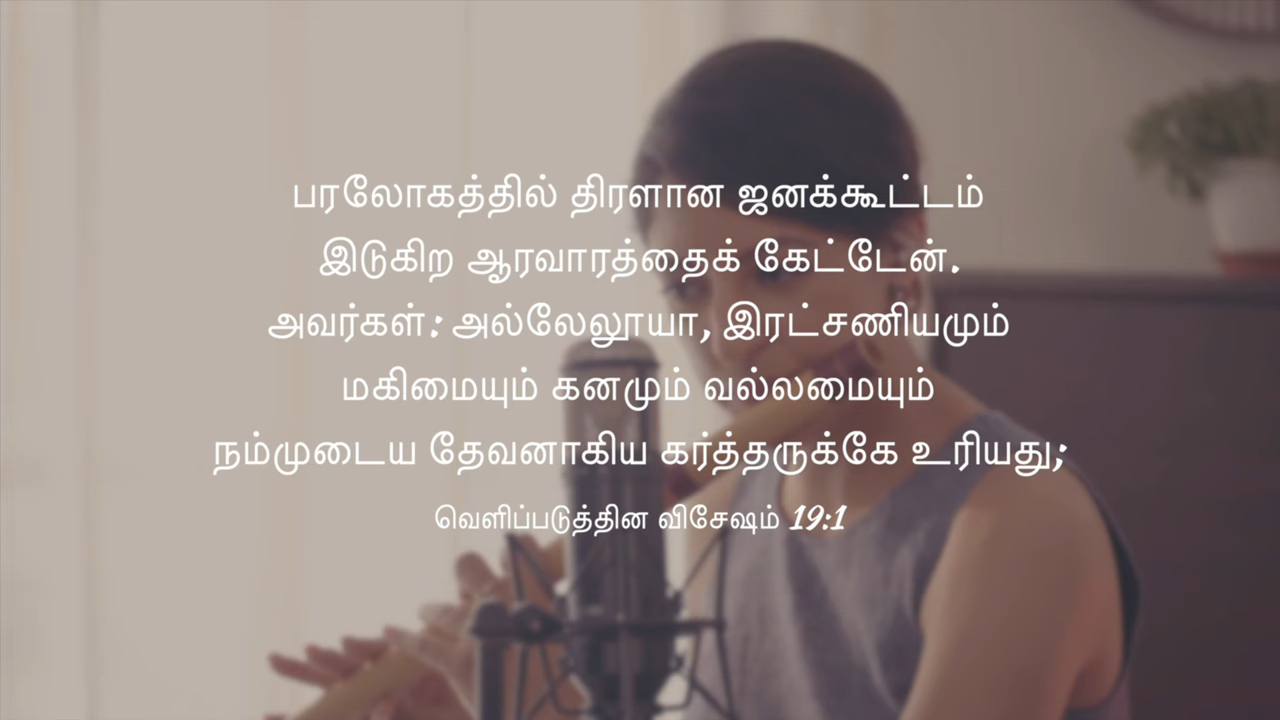 பரலோகத்தில் திரளான ஜனக்கூட்டம்
இடுகிற ஆரவாரத்தைக் கேட்டேன்.
அவர்கள்: அல்லேலூயா, இரட்சணியமும்
மகிமையும் கனமும் வல்லமையும்
நம்முடைய தேவனாகிய கர்த்தருக்கே உரியது;
வெளிப்படுத்தின விசேஷம் 19:1